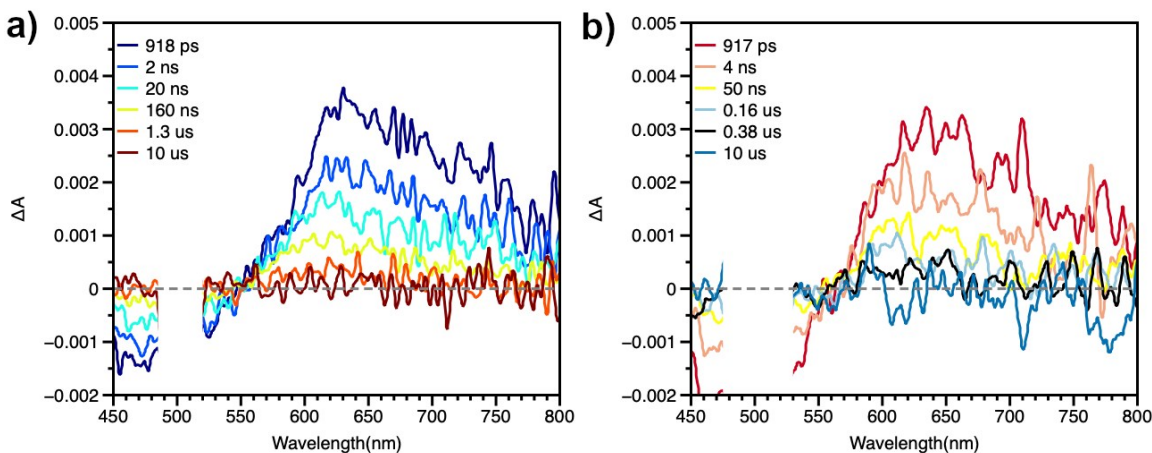 a)
0.005
0.004
0.003
0.002
0.001
0
−0.001
−0.002
ΔA
918 ps
2 ns
20 ns
160 ns
1.3 us
10 us
450 500 550 600 650 700 750 800
Wavelength(nm)
b)
0.005
0.004
0.003
0.002
0.001
0
−0.001
−0.002
ΔA
917 ps
4 ns
50 ns
0.16 us
0.38 us
10 us
450 500 550 600 650 700 750 800
Wavelength(nm)